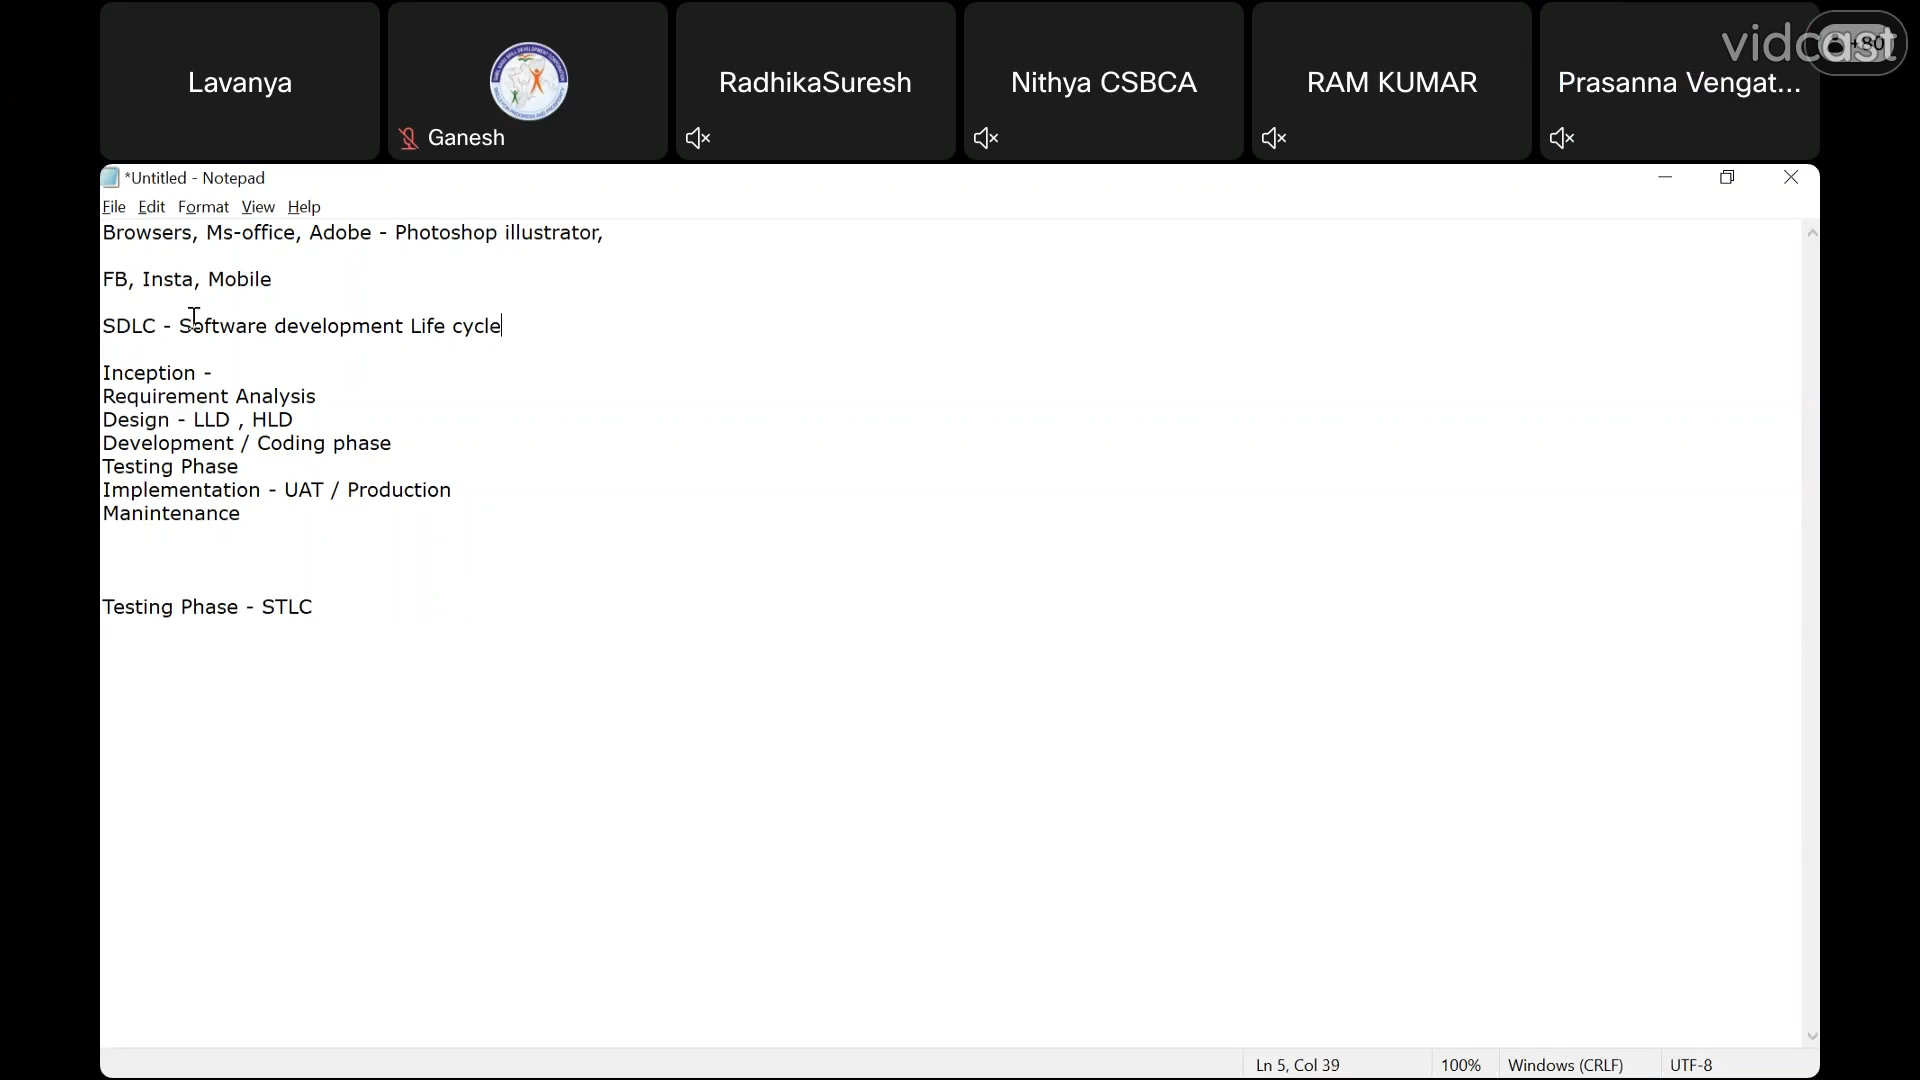 Lavanya
Ganesh
RadhikaSuresh
Nithya CSBCA
RAM KUMAR
Prasanna Vengat...
vidcast
+80
*Untitled - Notepad
File Edit Format View Help
Browsers, Ms-office, Adobe - Photoshop illustrator,
FB, Insta, Mobile
SDLC - Software development Life cycle
Inception -
Requirement Analysis
Design - LLD , HLD
Development / Coding phase
Testing Phase
Implementation - UAT / Production
Manintenance
Testing Phase - STLC
Ln 5, Col 39 100% Windows (CRLF) UTF-8